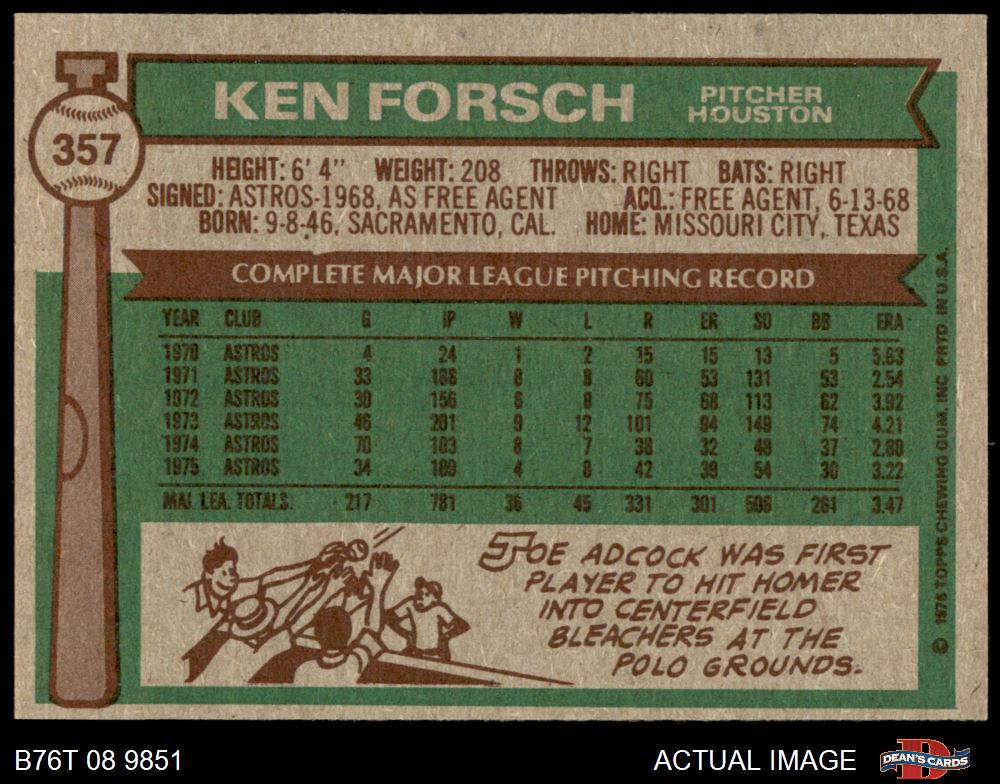 KEN FORSCH
PITCHER
HOUSTON
357
HEIGHT: 6' 4" WEIGHT: 208 THROWS: RIGHT BATS: RIGHT
SIGNED: ASTROS-1968, AS FREE AGENT ACQ.: FREE AGENT, 6-13-68
BORN: 9-8-46, SACRAMENTO, CAL. HOME: MISSOURI CITY, TEXAS
COMPLETE MAJOR LEAGUE PITCHING RECORD
YEAR CLUB G IP W L R ER SO BB ERA
1970 ASTROS 4 24 1 2 15 15 13 5 5.63
1971 ASTROS 33 188 8 8 60 53 131 53 2.54
1972 ASTROS 30 156 6 8 75 68 113 62 3.92
1973 ASTROS 46 201 9 12 101 94 149 74 4.21
1974 ASTROS 70 103 8 7 38 32 48 37 2.80
1975 ASTROS 34 109 4 8 42 39 54 30 3.22
MAJ. LEA. TOTALS. 217 781 36 45 331 301 508 261 3.47
JOE ADCOCK WAS FIRST
PLAYER TO HIT HOMER
INTO CENTERFIELD
BLEACHERS AT THE
POLO GROUNDS.
© 1976 TOPPS CHEWING GUM, INC. PRTD. IN U.S.A.
B76T 08 9851
ACTUAL IMAGE
DEAN'S CARDS